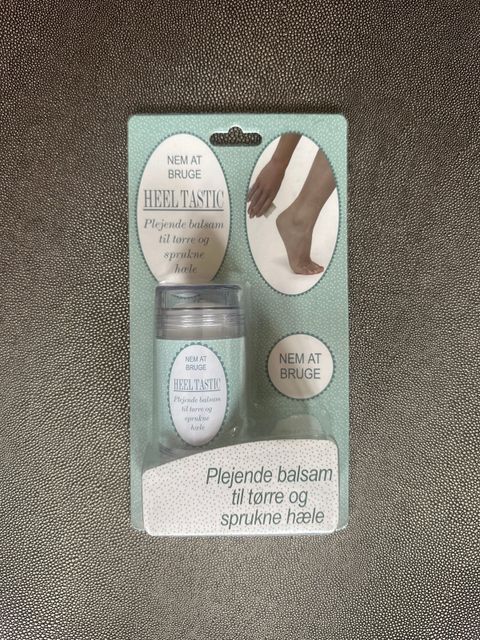 NEM AT
BRUGE
HEEL TASTIC
Plejende balsam
til tørre og
sprukne
hæle
NEM AT
BRUGE
NEM AT
BRUGE
HEEL TASTIC
Plejende balsam
til tørre og
sprukne
hæle
Plejende balsam
til tørre og
sprukne hæle